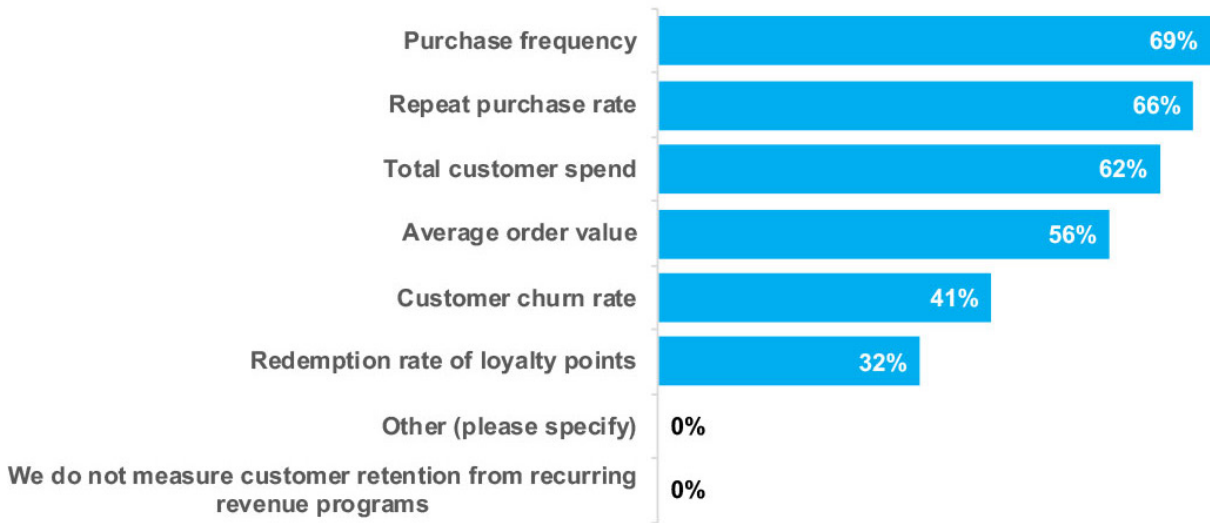 Purchase frequency 69%
Repeat purchase rate 66%
Total customer spend 62%
Average order value 56%
Customer churn rate 41%
Redemption rate of loyalty points 32%
Other (please specify) 0%
We do not measure customer retention from recurring
revenue programs 0%